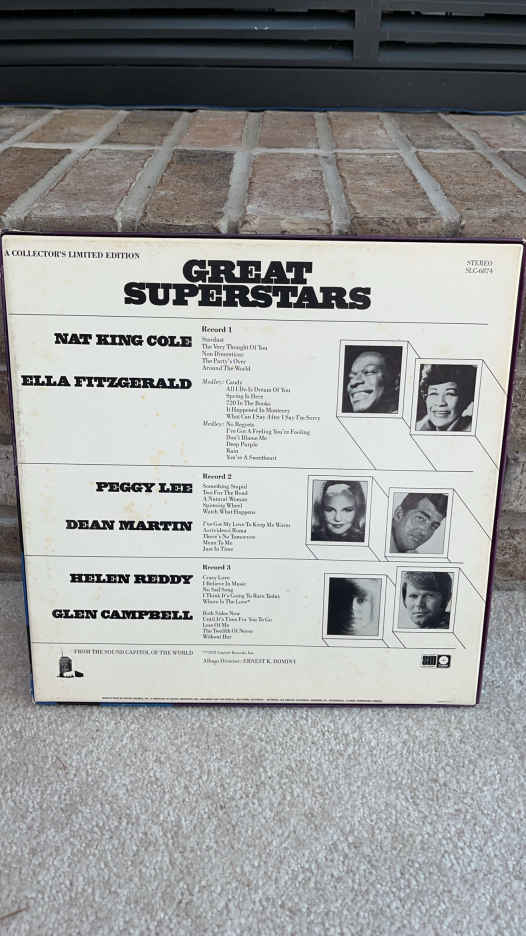 A COLLECTOR'S LIMITED EDITION
GREAT
SUPERSTARS
STEREO
SLC-6874
NAT KING COLE
Record 1
Stardust
The Very Thought Of You
Non Dimenticar
The Party's Over
Around The World
ELLA FITZGERALD
Medley: Candy
All I Do Is Dream Of You
Spring Is Here
720 In The Books
It Happened In Monterey
What Can I Say After I Say I'm Sorry
Medley: No Regrets
I've Got A Feeling You're Fooling
Don't Blame Me
Deep Purple
Rain
You're A Sweetheart
PEGGY LEE
Record 2
Something Stupid
Two For The Road
A Natural Woman
Spinning Wheel
Watch What Happens
DEAN MARTIN
I've Got My Love To Keep Me Warm
Arrivederci Roma
There's No Tomorrow
Mean To Me
Just In Time
HELEN REDDY
Record 3
Crazy Love
I Believe In Music
No Sad Song
I Think It's Going To Rain Today
Where Is The Love*
GLEN CAMPBELL
Both Sides Now
Until It's Time For You To Go
Less Of Me
The Twelfth Of Never
Without Her
FROM THE SOUND CAPITOL OF THE WORLD
Capitol Records, Inc.
Album Director: ERNEST K. DOMINY